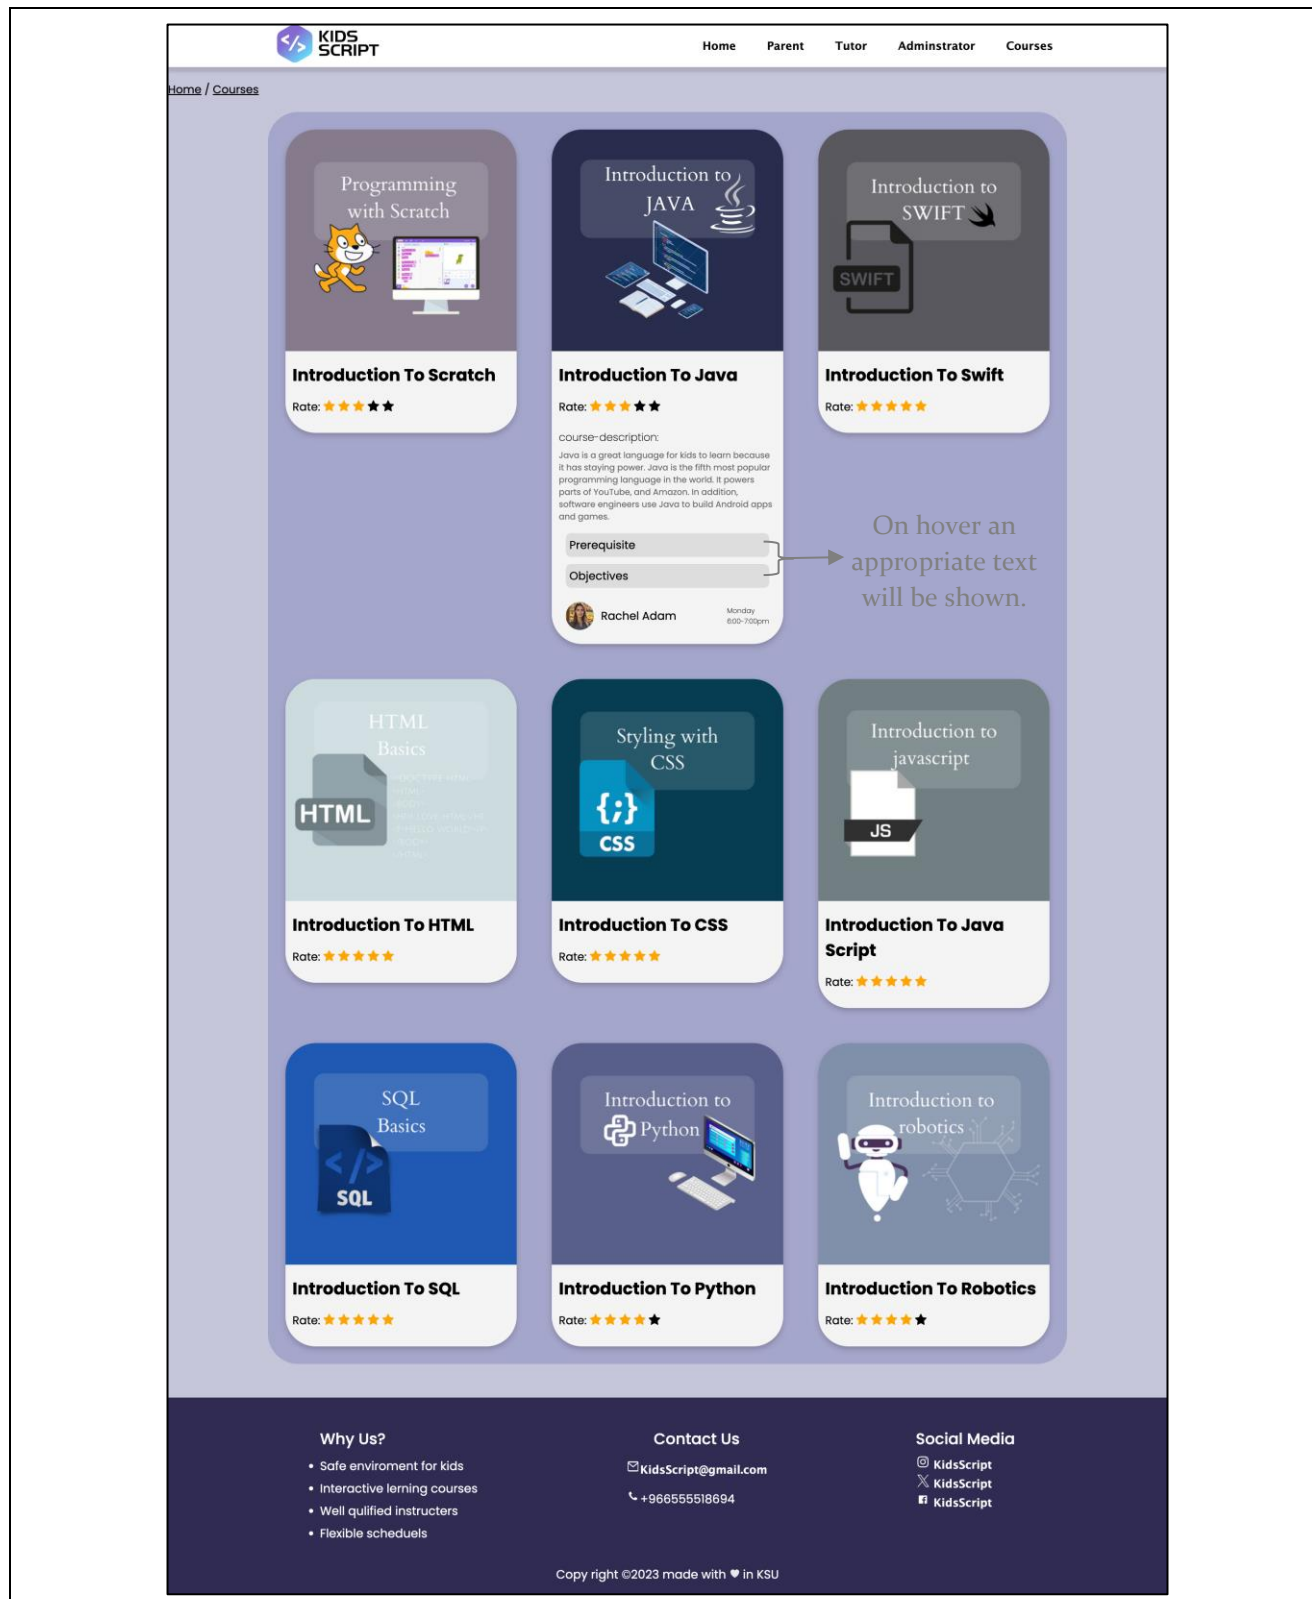 KIDS
SCRIPT
Home Parent Tutor Adminstrator Courses
Home / Courses
Programming
with Scratch
Introduction To Scratch
Rate:
Introduction to
JAVA
Introduction To Java
Rate:
course-description:
Java is a great language for kids to learn because
it has staying power. Java is the fifth most popular
programming language in the world. It powers
parts of YouTube, and Amazon. In addition,
software engineers use Java to build Android apps
and games.
Prerequisite
Objectives
Rachel Adam
Monday
6:00-7:00pm
Introduction to
SWIFT
SWIFT
Introduction To Swift
Rate:
On hover an
appropriate text
will be shown.
HTML
Basics
HTML
Introduction To HTML
Rate:
Styling with
CSS
{;}
CSS
Introduction To CSS
Rate:
Introduction to
javascript
JS
Introduction To Java
Script
Rate:
SQL
Basics
</>
SQL
Introduction To SQL
Rate:
Introduction to
Python
Introduction To Python
Rate:
Introduction to
robotics
Introduction To Robotics
Rate:
Why Us?
• Safe enviroment for kids
• Interactive lerning courses
• Well qulified instructers
• Flexible scheduels
Contact Us
KidsScript@gmail.com
+966555518694
Social Media
KidsScript
KidsScript
KidsScript
Copy right ©2023 made with ♥ in KSU